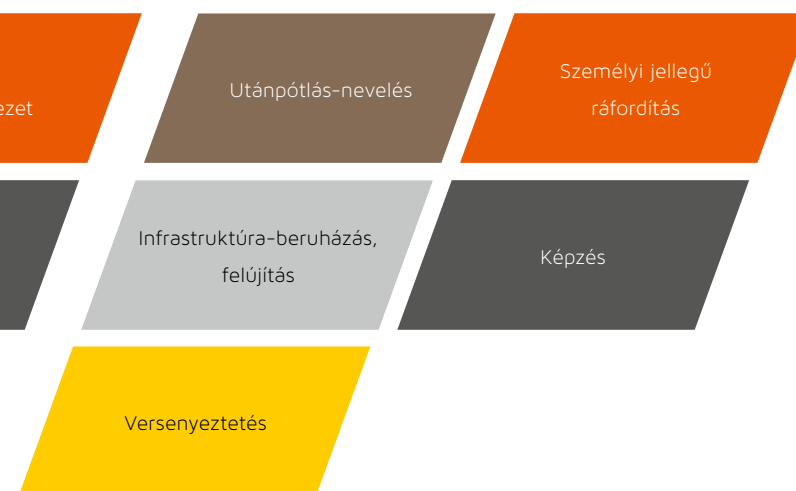 ezet
Utánpótlás-nevelés
Személyi jellegű
ráfordítás
Infrastruktúra-beruházás,
felújítás
Képzés
Versenyeztetés